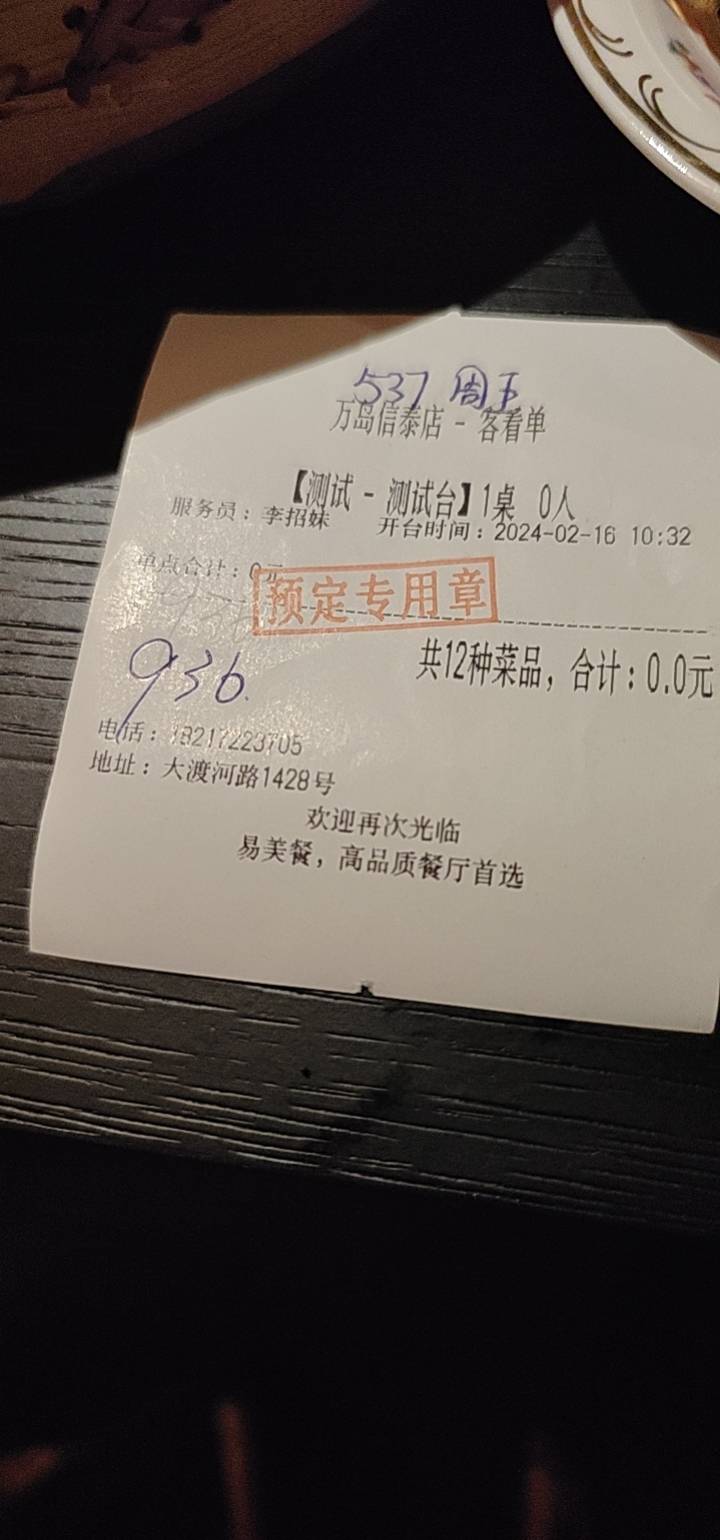 537 周五
万岛信泰店 - 客看单
【测试 - 测试台】1桌 0人
服务员：李招妹 开台时间：2024-02-16 10:32
单点合计：0元
预定专用章
共12种菜品，合计：0.0元
936.
电话：18217223705
地址：大渡河路1428号
欢迎再次光临
易美餐，高品质餐厅首选